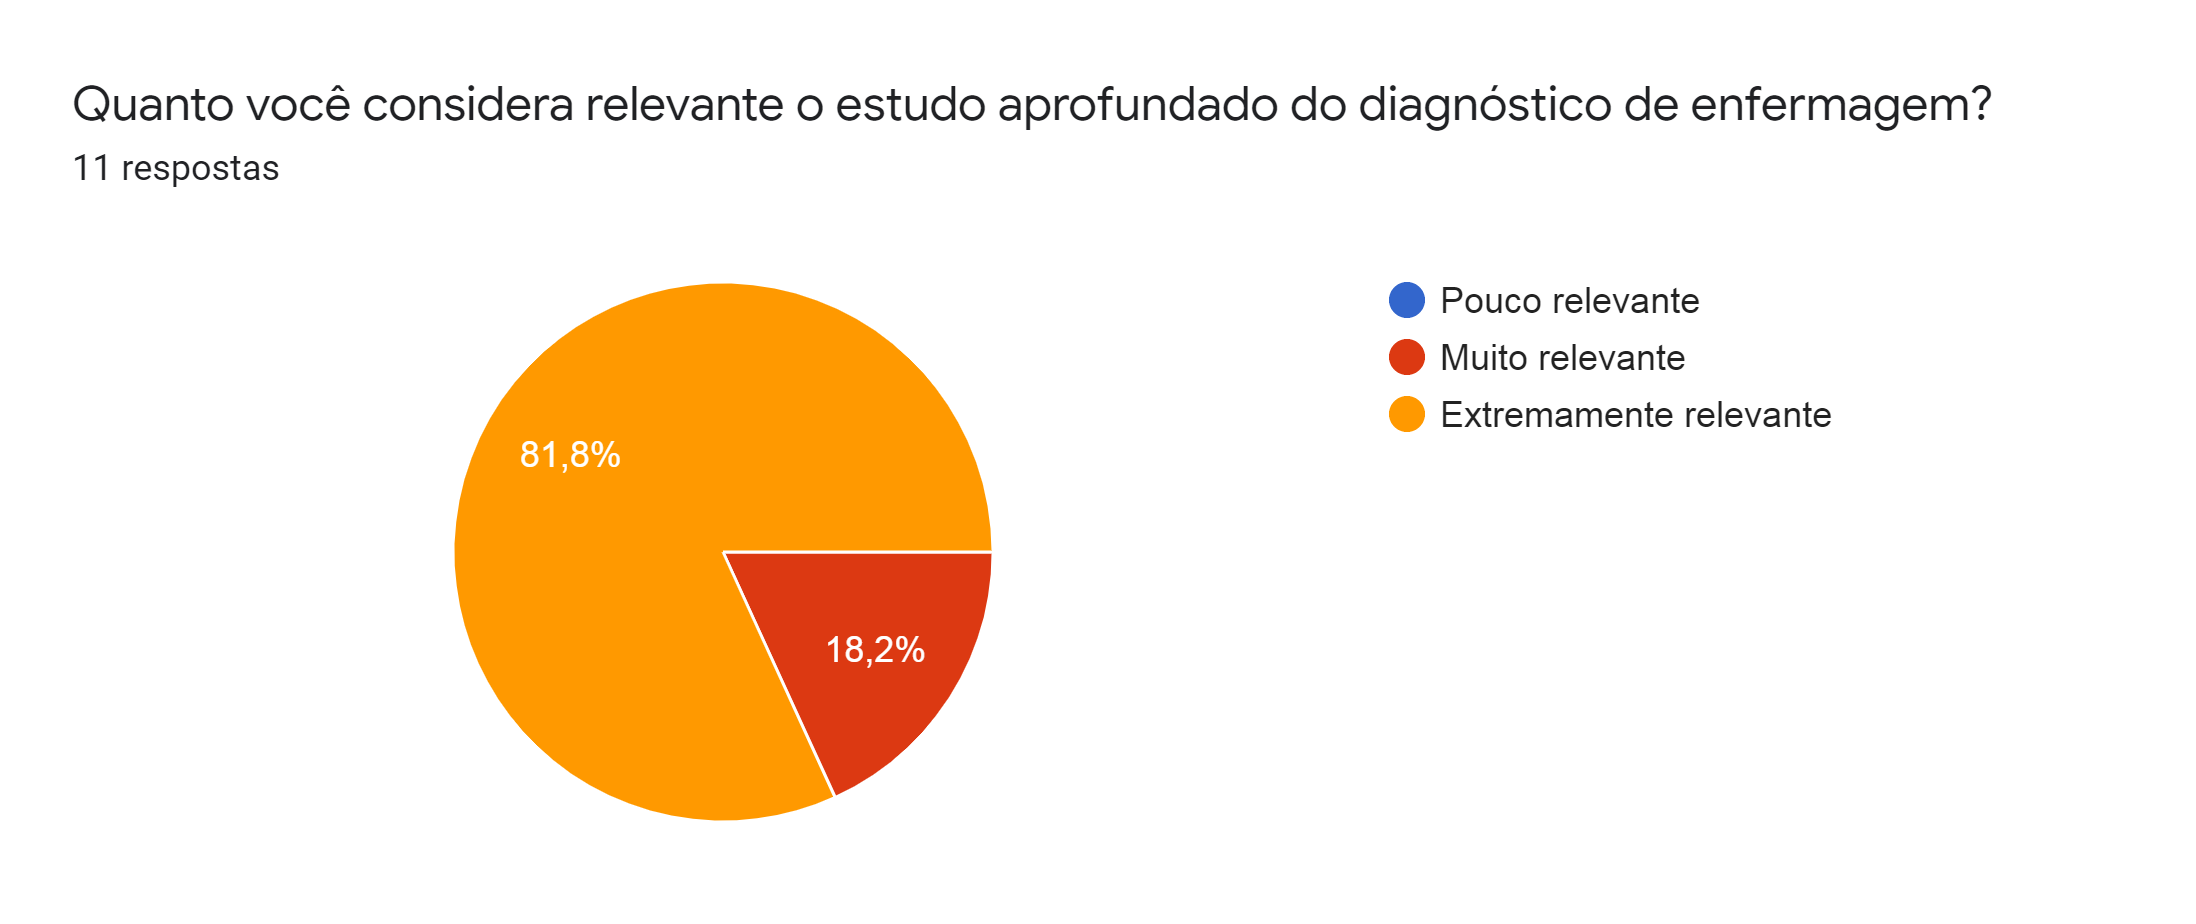 Quanto você considera relevante o estudo aprofundado do diagnóstico de enfermagem?
11 respostas
Pouco relevante
Muito relevante
Extremamente relevante
81,8%
18,2%